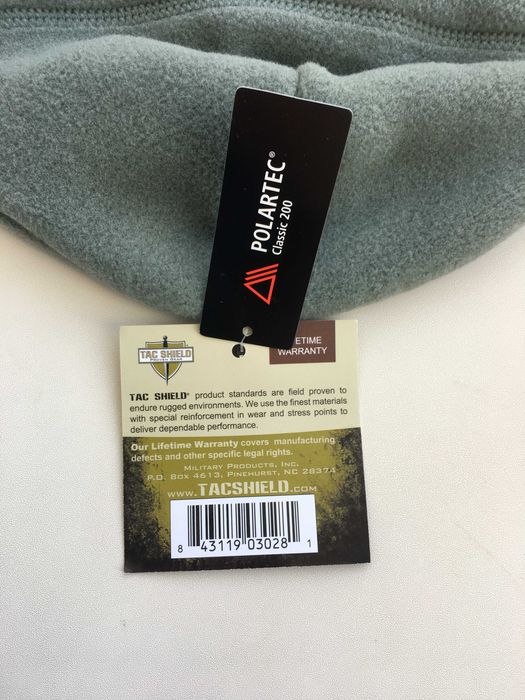 POLARTEC®
Classic 200
ETIME
WARRANTY
TAC SHIELD
PROVEN GEAR
TAC SHIELD® product standards are field proven to
endure rugged environments. We use the finest materials
with special reinforcement in wear and stress points to
deliver dependable performance.
Our Lifetime Warranty covers manufacturing
defects and other specific legal rights.
Military Products, Inc.
P.O. Box 4613, Pinehurst, NC 28374
www.TACSHIELD.com
8 43119 03028 1